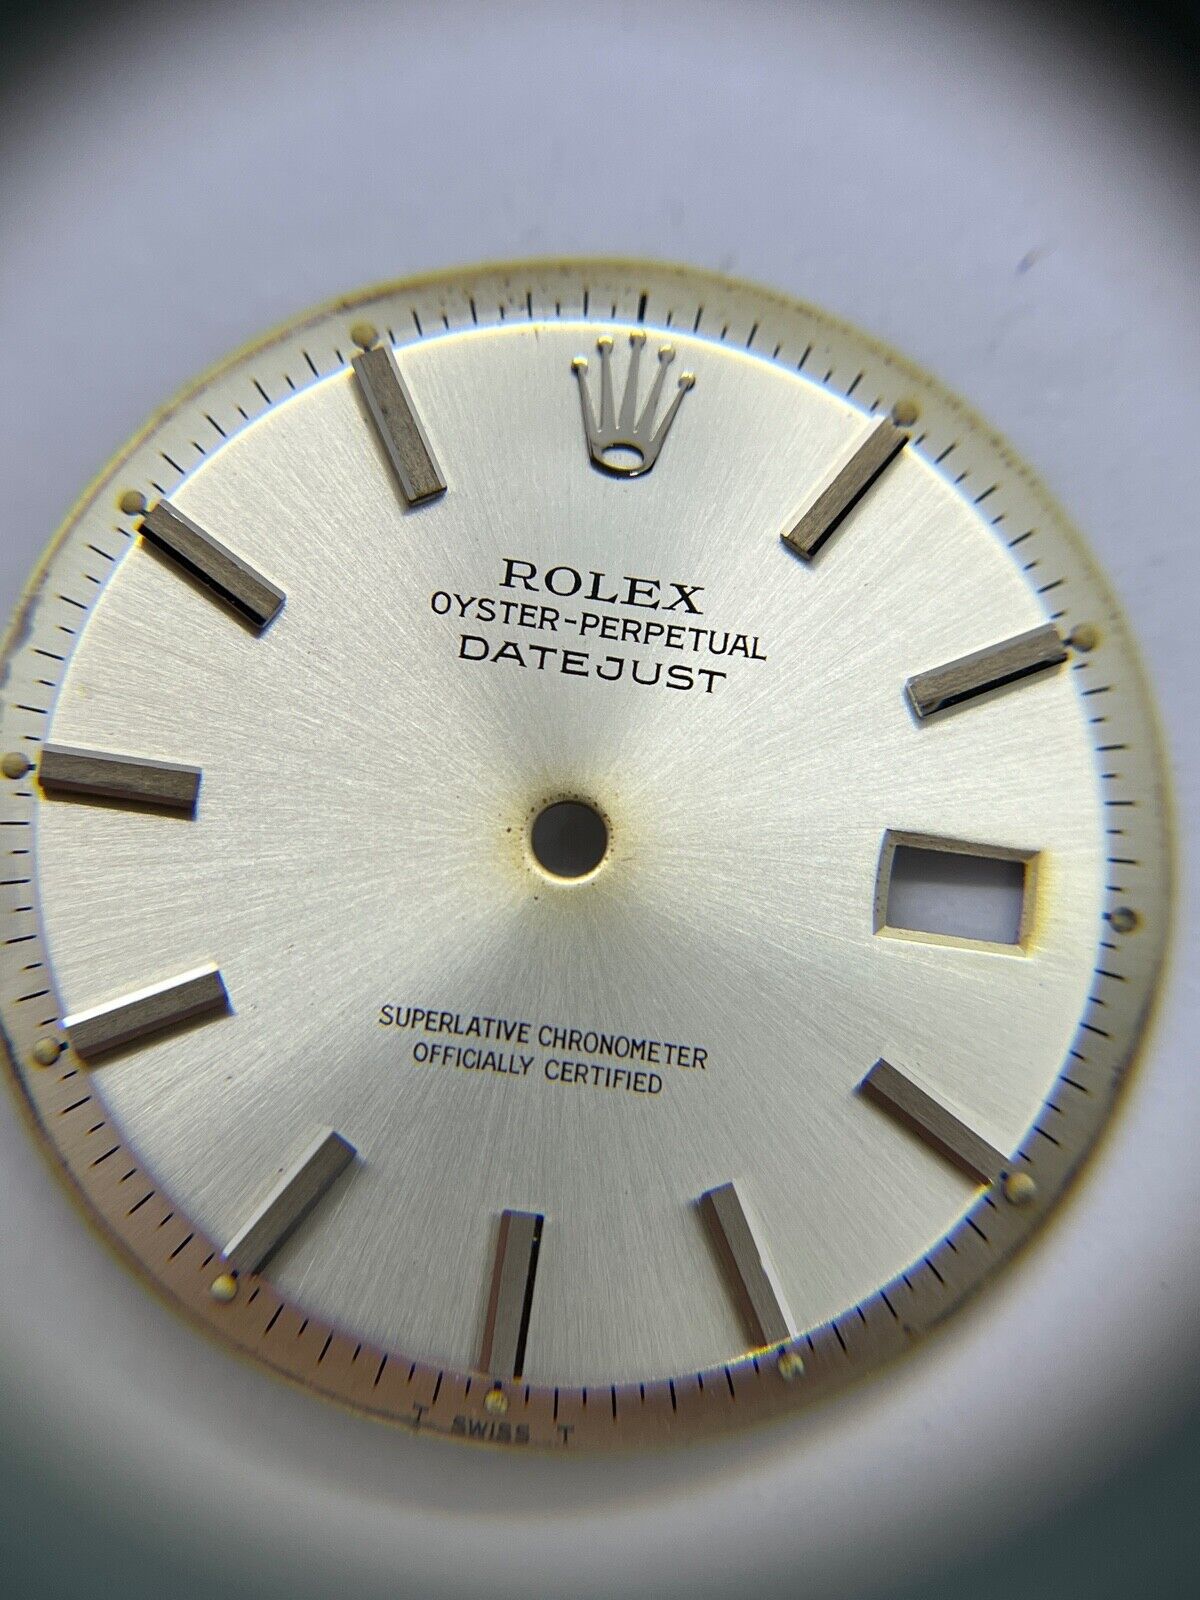 ROLEX
OYSTER-PERPETUAL
DATEJUST
SUPERLATIVE CHRONOMETER
OFFICIALLY CERTIFIED
T SWISS T